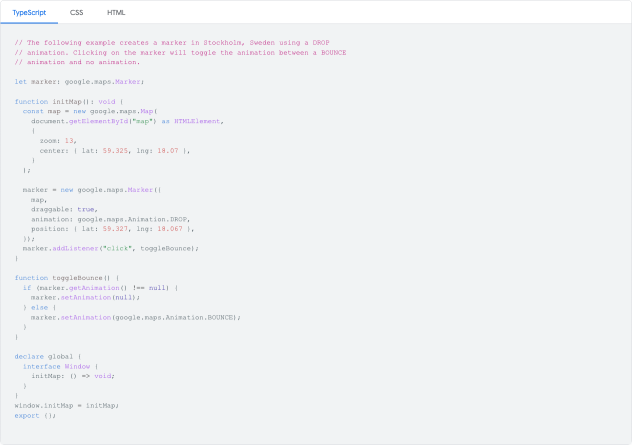 TypeScript CSS HTML
// The following example creates a marker in Stockholm, Sweden using a DROP
// animation. Clicking on the marker will toggle the animation between a BOUNCE
// animation and no animation.
let marker: google.maps.Marker;
function initMap(): void {
const map = new google.maps.Map(
document.getElementById("map") as HTMLElement,
{
zoom: 13,
center: { lat: 59.325, lng: 18.07 },
}
);
marker = new google.maps.Marker({
map,
draggable: true,
animation: google.maps.Animation.DROP,
position: { lat: 59.327, lng: 18.067 },
});
marker.addListener("click", toggleBounce);
}
function toggleBounce() {
if (marker.getAnimation() !== null) {
marker.setAnimation(null);
} else {
marker.setAnimation(google.maps.Animation.BOUNCE);
}
}
declare global {
interface Window {
initMap: () => void;
}
}
window.initMap = initMap;
export {};